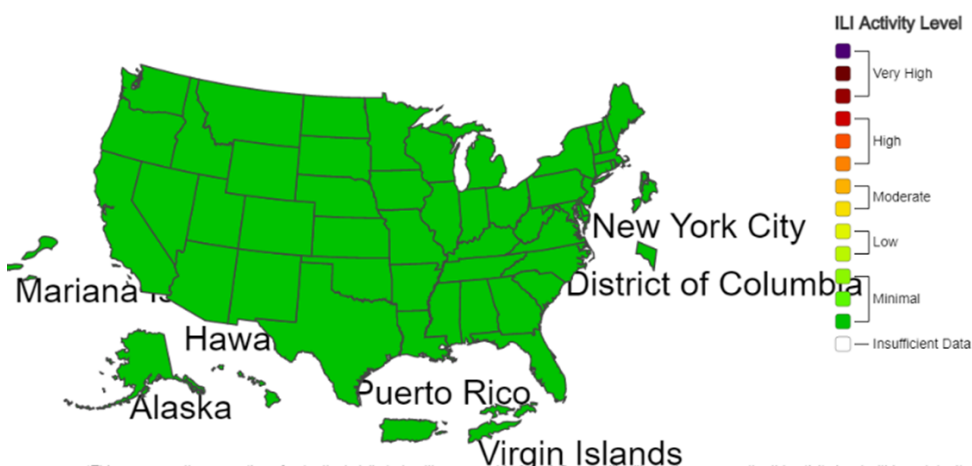 ILI Activity Level
Very High
High
Moderate
Low
Minimal
Insufficient Data
New York City
District of Columbia
Mariana
Hawa
Alaska
Puerto Rico
Virgin Islands